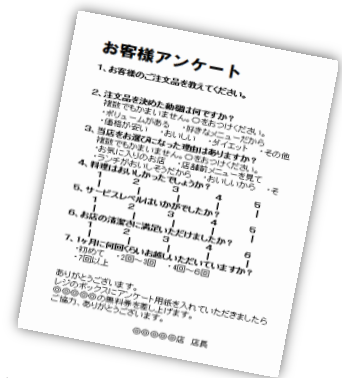 お客様アンケート
1、お客様のご注文品を教えてください。
2、注文品を決めた動機は何ですか？
複数でもかまいません。〇をおつけください。
・ボリュームがある ・好きなメニューだから
・価格が安い ・おいしい ・ダイエット ・その他
3、当店をお選びになった理由はありますか？
複数でもかまいません。〇をおつけください。
・お気に入りのお店 ・店舗前メニューを見て
・ランチがおいしそうだから ・おいしいから ・そ
4、料理はおいしかったでしょうか？
1 2 3 4 5
5、サービスレベルはいかがでしたか？
1 2 3 4 5
6、お店の清潔さに満足いただけましたか？
1 2 3 4 5
7、1ヶ月に何回くらいお越しいただいていますか？
・初めて ・2回～3回 ・4回～6回
・7回以上
ありがとうございます。
レジのボックスにアンケート用紙を入れていただきましたら
◎◎◎◎◎の無料券を差し上げます。
ご協力、ありがとうございます。
◎◎◎◎◎店 店長